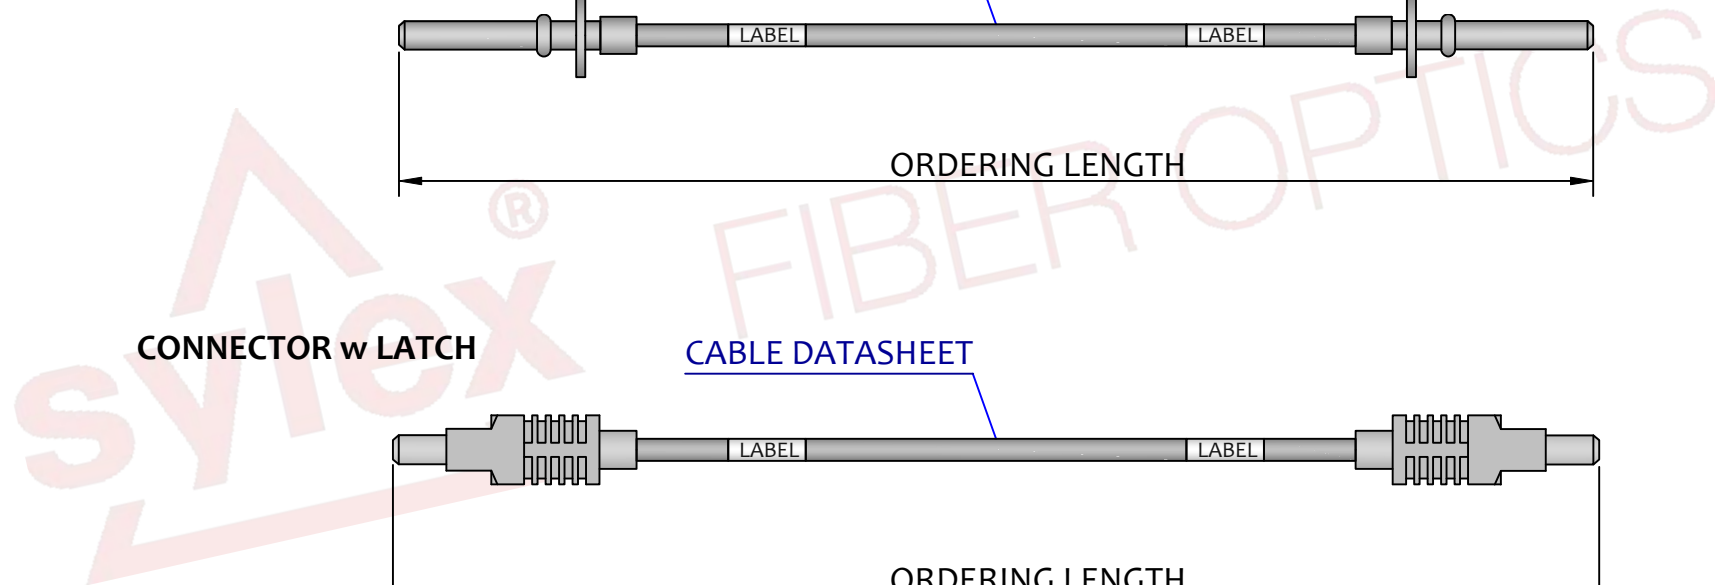 LABEL LABEL
ORDERING LENGTH
®
sylex FIBER OPTICS
CONNECTOR w LATCH
CABLE DATASHEET
LABEL LABEL
ORDERING LENGTH